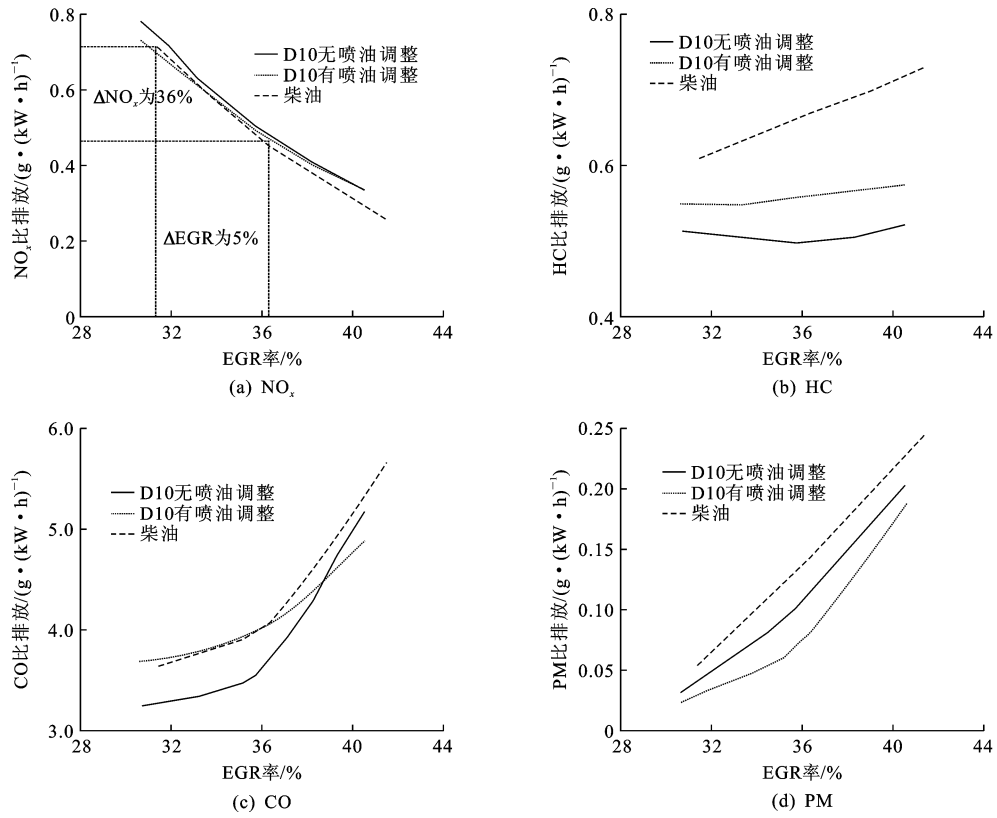 0.8
0.6
0.4
0.2
0
NOx比排放/(g·(kW·h)⁻¹)
D10无喷油调整
D10有喷油调整
柴油
ΔNOx为36%
ΔEGR为5%
28 32 36 40 44
EGR率/%
(a) NOx
0.8
0.6
0.4
HC比排放/(g·(kW·h)⁻¹)
D10无喷油调整
D10有喷油调整
柴油
28 32 36 40 44
EGR率/%
(b) HC
6.0
5.0
4.0
3.0
CO比排放/(g·(kW·h)⁻¹)
D10无喷油调整
D10有喷油调整
柴油
28 32 36 40 44
EGR率/%
(c) CO
0.25
0.20
0.15
0.10
0.05
0
PM比排放/(g·(kW·h)⁻¹)
D10无喷油调整
D10有喷油调整
柴油
28 32 36 40 44
EGR率/%
(d) PM